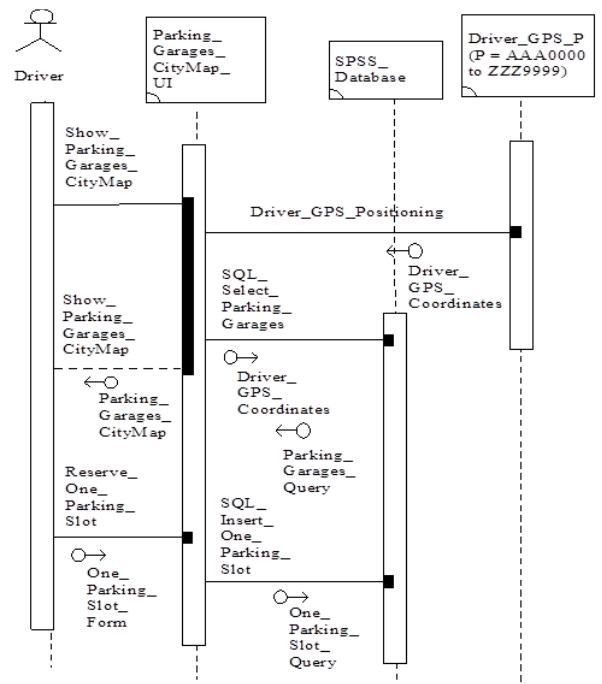 Driver
Parking_
Garages_
CityMap_
UI
SPSS_
Database
Driver_GPS_P
(P = AAA0000
to ZZZ9999)
Show_
Parking_
Garages_
CityMap
Driver_GPS_Positioning
Driver_
GPS_
Coordinates
SQL_
Select_
Parking_
Garages
Show_
Parking_
Garages_
CityMap
Driver_
GPS_
Coordinates
Parking_
Garages_
CityMap
Parking_
Garages_
Query
Reserve_
One_
Parking_
Slot
SQL_
Insert_
One_
Parking_
Slot
One_
Parking_
Slot_
Form
One_
Parking_
Slot_
Query